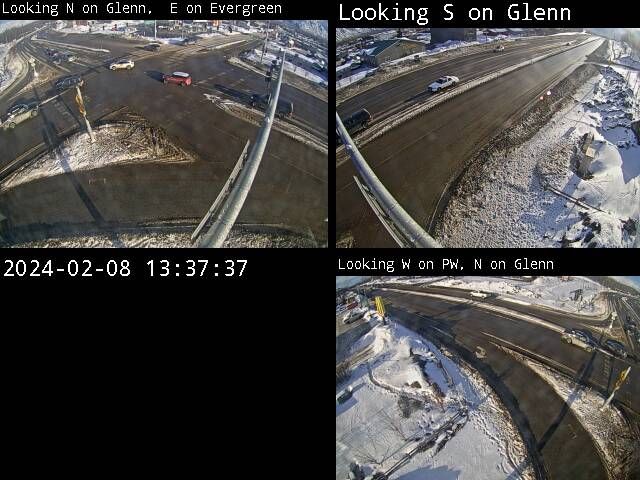 Looking N on Glenn,  E on Evergreen
Looking S on Glenn
2024-02-08 13:37:37
Looking W on PW, N on Glenn